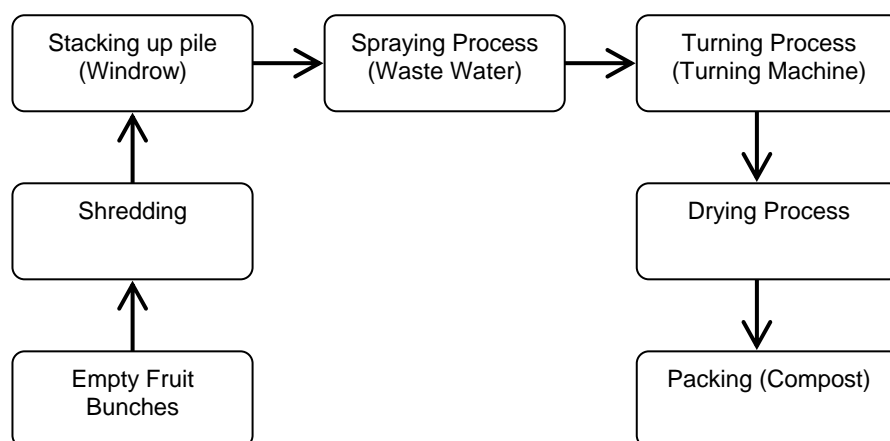 Stacking up pile
(Windrow)
Spraying Process
(Waste Water)
Turning Process
(Turning Machine)
Shredding
Drying Process
Empty Fruit
Bunches
Packing (Compost)